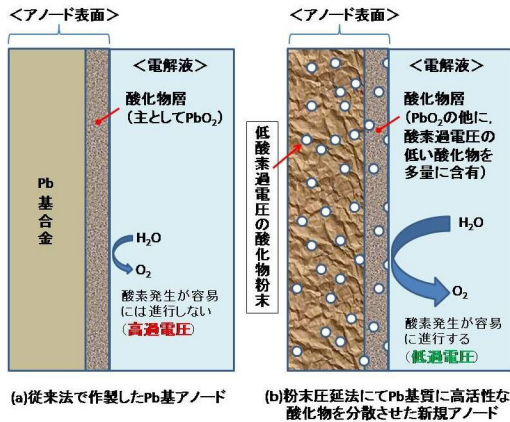 ＜アノード表面＞
＜電解液＞
酸化物層
（主としてPbO₂）
Pb基合金
H₂O
O₂
酸素発生が容易
には進行しない
（高過電圧）
(a)従来法で作製したPb基アノード
＜アノード表面＞
＜電解液＞
低酸素過電圧の酸化物粉末
酸化物層
（PbO₂の他に，
酸素過電圧の
低い酸化物を
多量に含有）
H₂O
O₂
酸素発生が容易
に進行する
（低過電圧）
(b)粉末圧延法にてPb基質に高活性な
酸化物を分散させた新規アノード